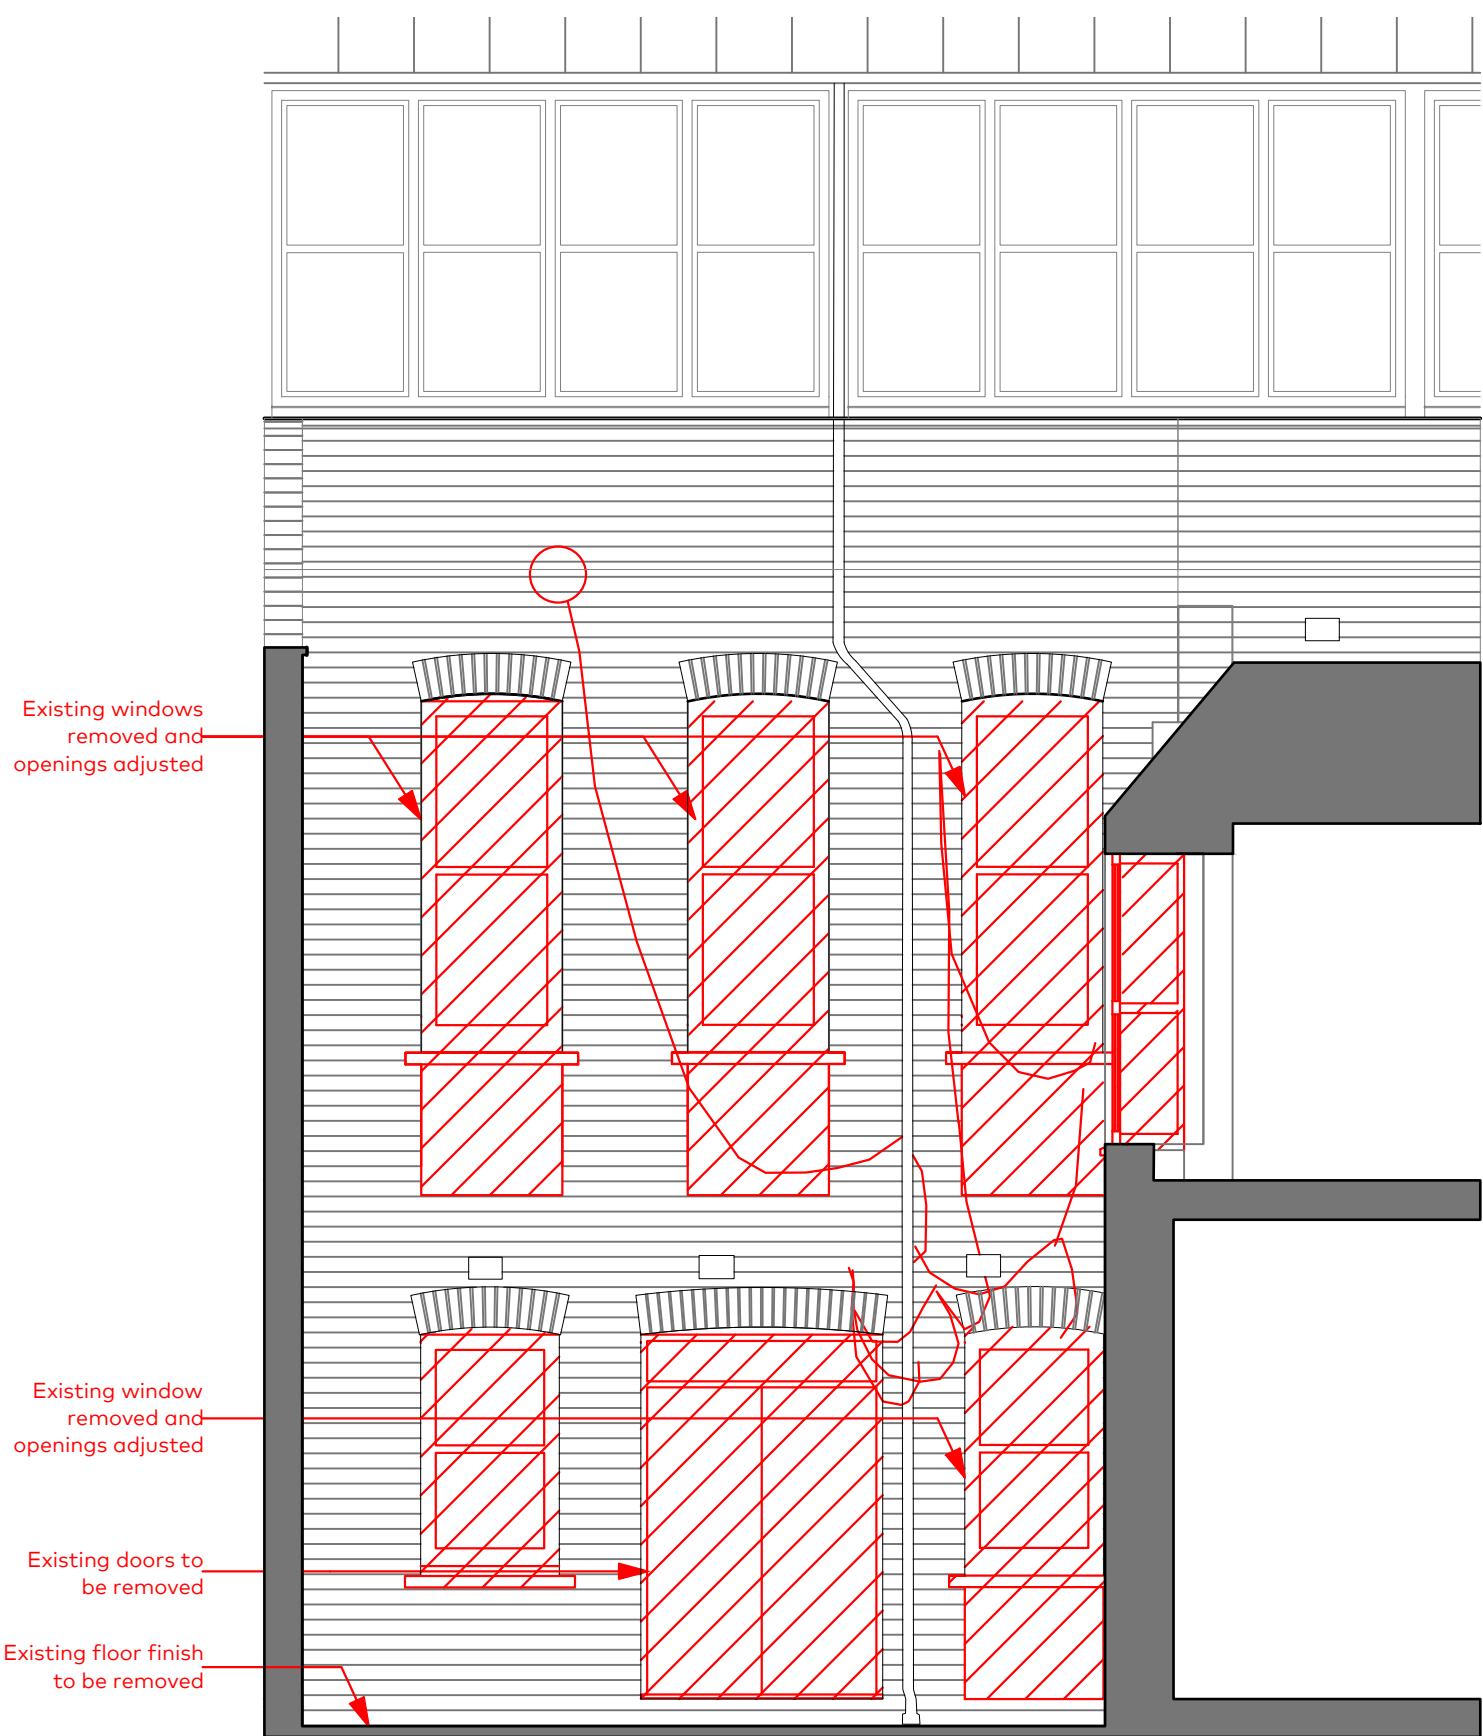 Existing windows
removed and
openings adjusted
Existing window
removed and
openings adjusted
Existing doors to
be removed
Existing floor finish
to be removed